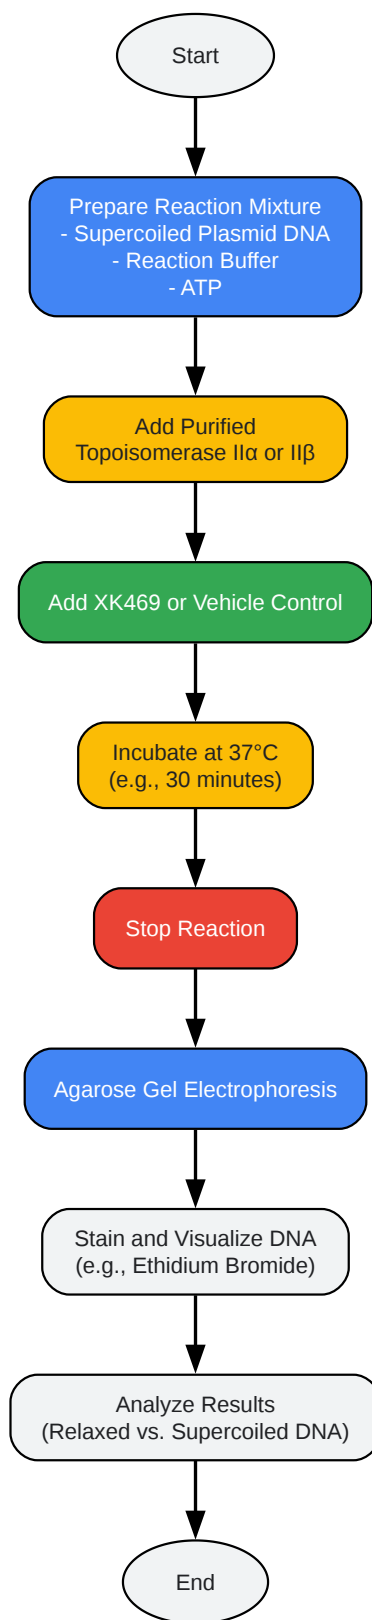 Start
Prepare Reaction Mixture
- Supercoiled Plasmid DNA
- Reaction Buffer
- ATP
Add Purified
Topoisomerase IIα or IIβ
Add XK469 or Vehicle Control
Incubate at 37°C
(e.g., 30 minutes)
Stop Reaction
Agarose Gel Electrophoresis
Stain and Visualize DNA
(e.g., Ethidium Bromide)
Analyze Results
(Relaxed vs. Supercoiled DNA)
End